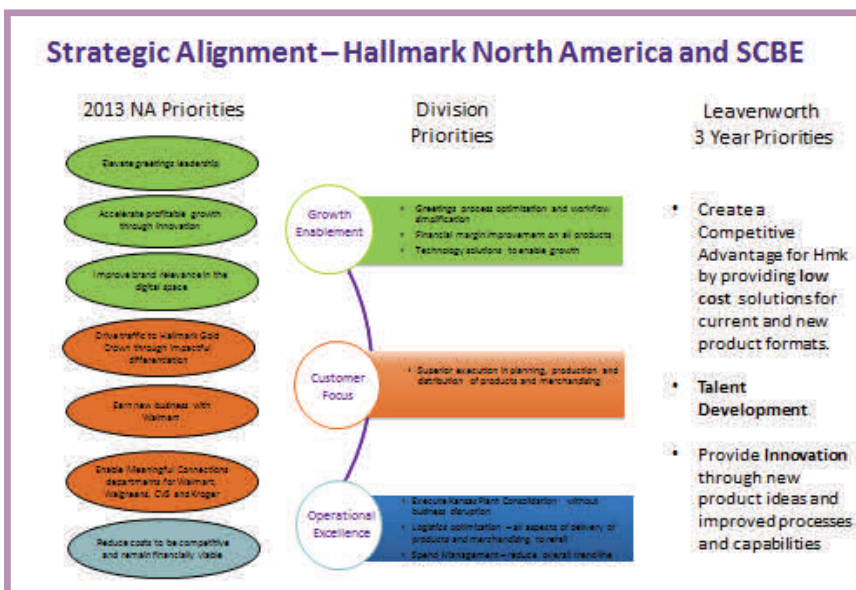 Strategic Alignment – Hallmark North America and SCBE
2013 NA Priorities
Elevate greetings leadership
Accelerate profitable growth
through innovation
Improve brand relevance in the
digital space
Drive traffic to Hallmark Gold
Crown through impactful
differentiation
Earn new business with
Walmart
Enable Meaningful Connections
departments for Walmart,
Walgreens, CVS and Kroger
Reduce costs to be competitive
and remain financially viable
Division
Priorities
Growth
Enablement
• Greetings process optimization and workflow
simplification
• Financial margin improvement on all products
• Technology solutions to enable growth
Customer
Focus
• Superior execution in planning, production and
distribution of products and merchandising
Operational
Excellence
• Execute Kansas Plant Consolidation without
business disruption
• Logistics optimization – all aspects of delivery of
products and merchandising to retail
• Spend Management – reduce overall trendline
Leavenworth
3 Year Priorities
• Create a
Competitive
Advantage for Hmk
by providing low
cost solutions for
current and new
product formats.
• Talent
Development
• Provide Innovation
through new
product ideas and
improved processes
and capabilities